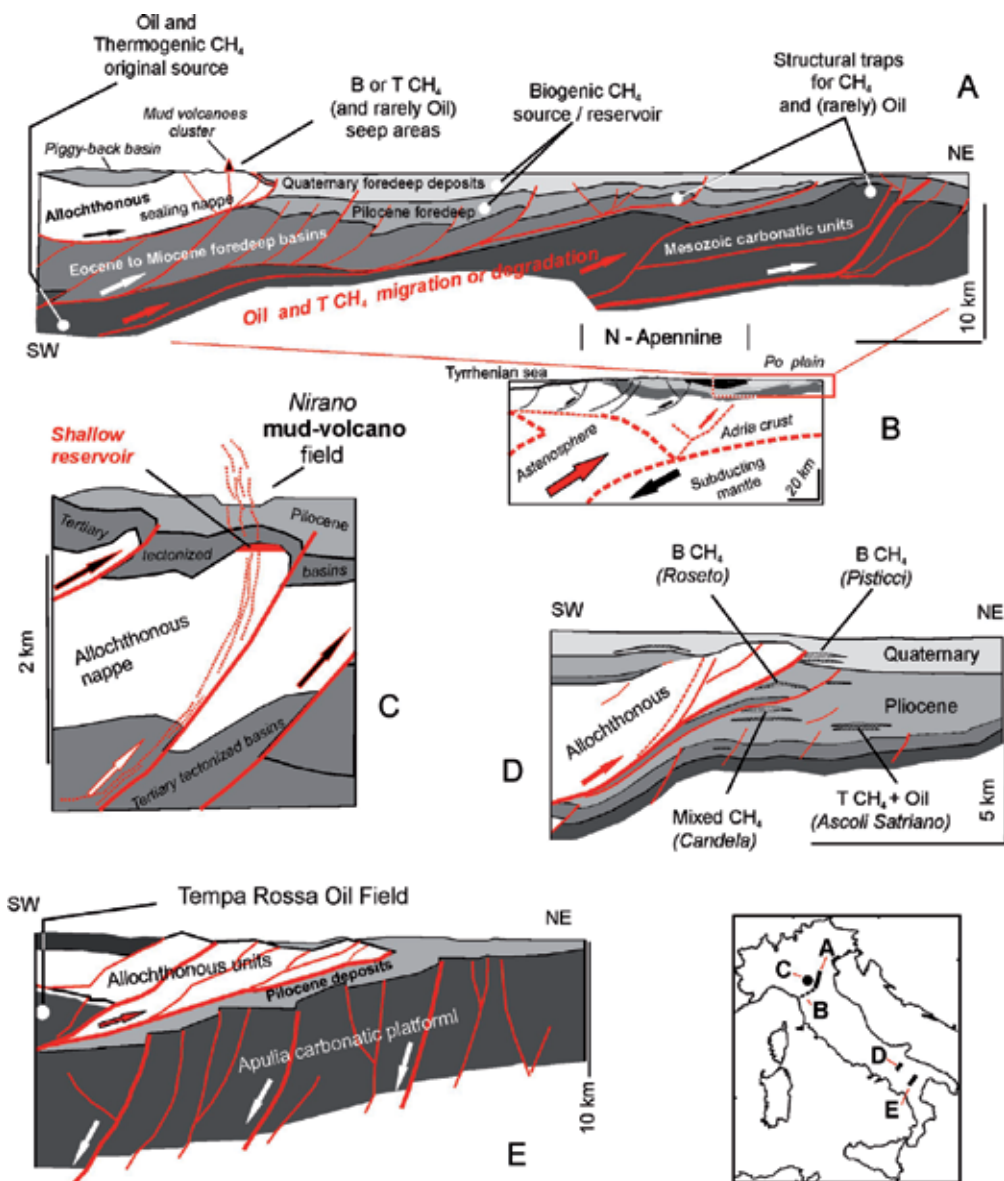 Oil and
Thermogenic CH₄
original source
B or T CH₄
(and rarely Oil)
seep areas
Biogenic CH₄
source / reservoir
Structural traps
for CH₄
and (rarely) Oil
A
Mud volcanoes
cluster
Piggy-back basin
NE
Quaternary foredeep deposits
Allochthonous
sealing nappe
Pilocene foredeep
Eocene to Miocene foredeep basins
Mesozoic carbonatic units
Oil and T CH₄ migration or degradation
SW
10 km
N - Apennine
Po plain
Tyrrhenian sea
Astenosphere
Adria crust
Subducting
mantle
20 km
B
Nirano
mud-volcano
field
Shallow
reservoir
Tertiary
tectonized
basins
Pilocene
Allochthonous
nappe
Tertiary tectonized basins
2 km
C
B CH₄
(Roseto)
B CH₄
(Pisticci)
SW
NE
Quaternary
Allochthonous
Pliocene
D
Mixed CH₄
(Candela)
T CH₄ + Oil
(Ascoli Satriano)
5 km
SW
Tempa Rossa Oil Field
NE
Allochthonous units
Pilocene deposits
Apulia carbonatic platforml
10 km
E
A
C
B
D
E